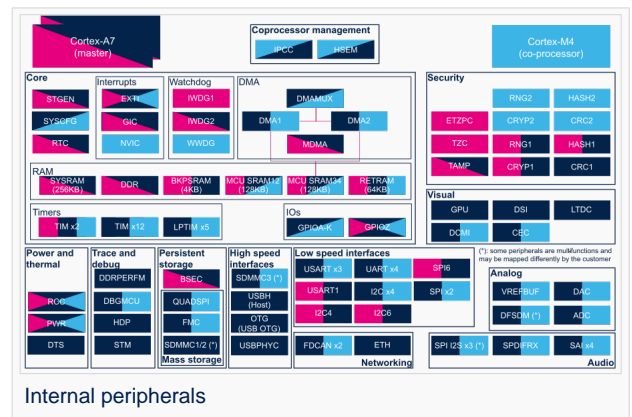 Cortex-A7
(master)
Coprocessor management
IPCC
HSEM
Cortex-M4
(co-processor)
Core
STGEN
SYSCFG
RTC
Interrupts
EXTI
GIC
NVIC
Watchdog
IWDG1
IWDG2
WWDG
DMA
DMAMUX
DMA1
DMA2
MDMA
Security
RNG2
HASH2
ETZPC
CRYP2
CRC2
TZC
RNG1
HASH1
TAMP
CRYP1
CRC1
RAM
SYSRAM
(256KB)
DDR
BKPSRAM
(4KB)
MCU SRAM12
(128KB)
MCU SRAM34
(128KB)
RETRAM
(64KB)
Timers
TIM x2
TIM x12
LPTIM x5
IOs
GPIOA-K
GPIOZ
Visual
GPU
DSI
LTDC
DCMI
CEC
(*): some peripherals are multifunctions and
may be mapped differently by the customer
Power and
thermal
RCC
PWR
DTS
Trace and
debug
DDRPERFM
DBGMCU
HDP
STM
Persistent
storage
BSEC
QUADSPI
FMC
SDMMC1/2 (*)
Mass storage
High speed
interfaces
SDMMC3 (*)
USBH
(Host)
OTG
(USB OTG)
USBPHYC
Low speed interfaces
USART x3
UART x4
SPI6
USART1
I2C x4
SPI x2
I2C4
I2C6
FDCAN x2
ETH
Networking
Analog
VREFBUF
DAC
DFSDM (*)
ADC
SPI I2S x3 (*)
SPDIFRX
SAI x4
Audio
Internal peripherals